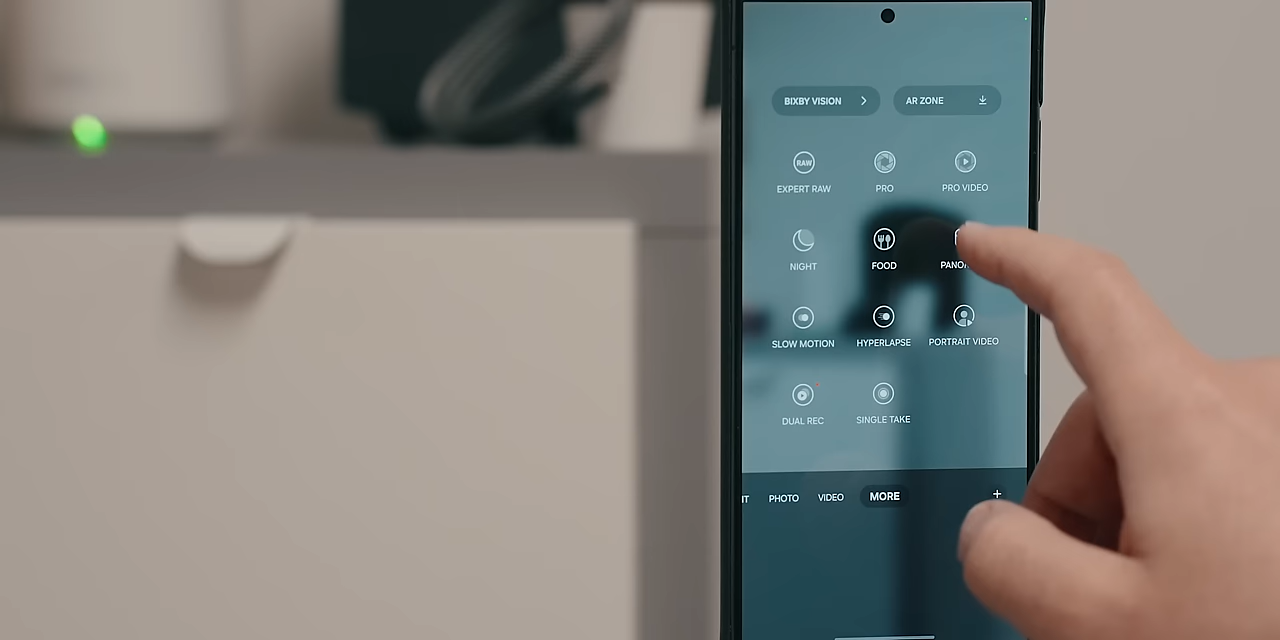 BIXBY VISION
AR ZONE
RAW
EXPERT RAW
PRO
PRO VIDEO
NIGHT
FOOD
SLOW MOTION
HYPERLAPSE
PORTRAIT VIDEO
DUAL REC
SINGLE TAKE
PHOTO
VIDEO
MORE
+